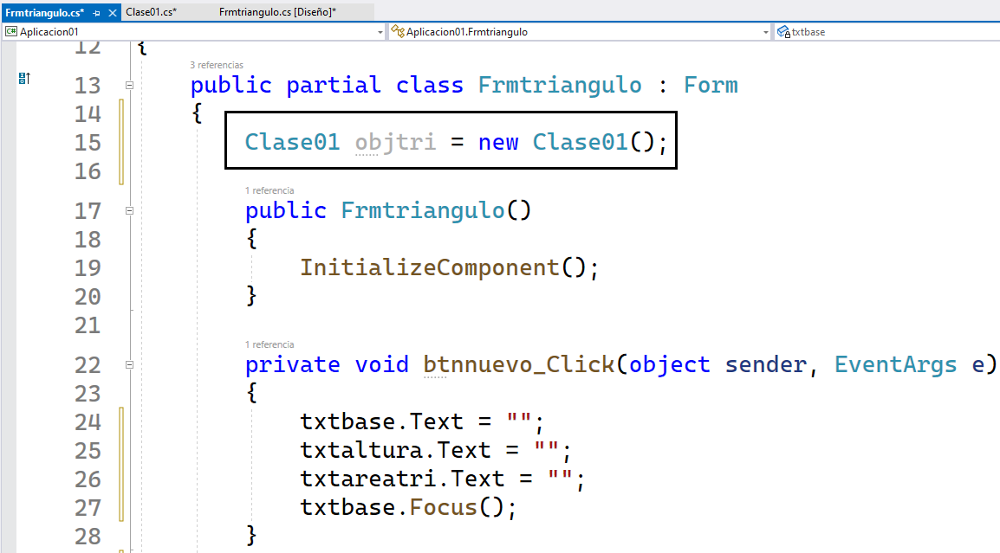 Frmtriangulo.cs* Clase01.cs* Frmtriangulo.cs [Diseño]*
C# Aplicacion01 Aplicacion01.Frmtriangulo txtbase
12 {
3 referencias
13 public partial class Frmtriangulo : Form
14 {
15 Clase01 objtri = new Clase01();
16
1 referencia
17 public Frmtriangulo()
18 {
19 InitializeComponent();
20 }
21
1 referencia
22 private void btnnuevo_Click(object sender, EventArgs e)
23 {
24 txtbase.Text = "";
25 txtaltura.Text = "";
26 txtareatri.Text = "";
27 txtbase.Focus();
28 }